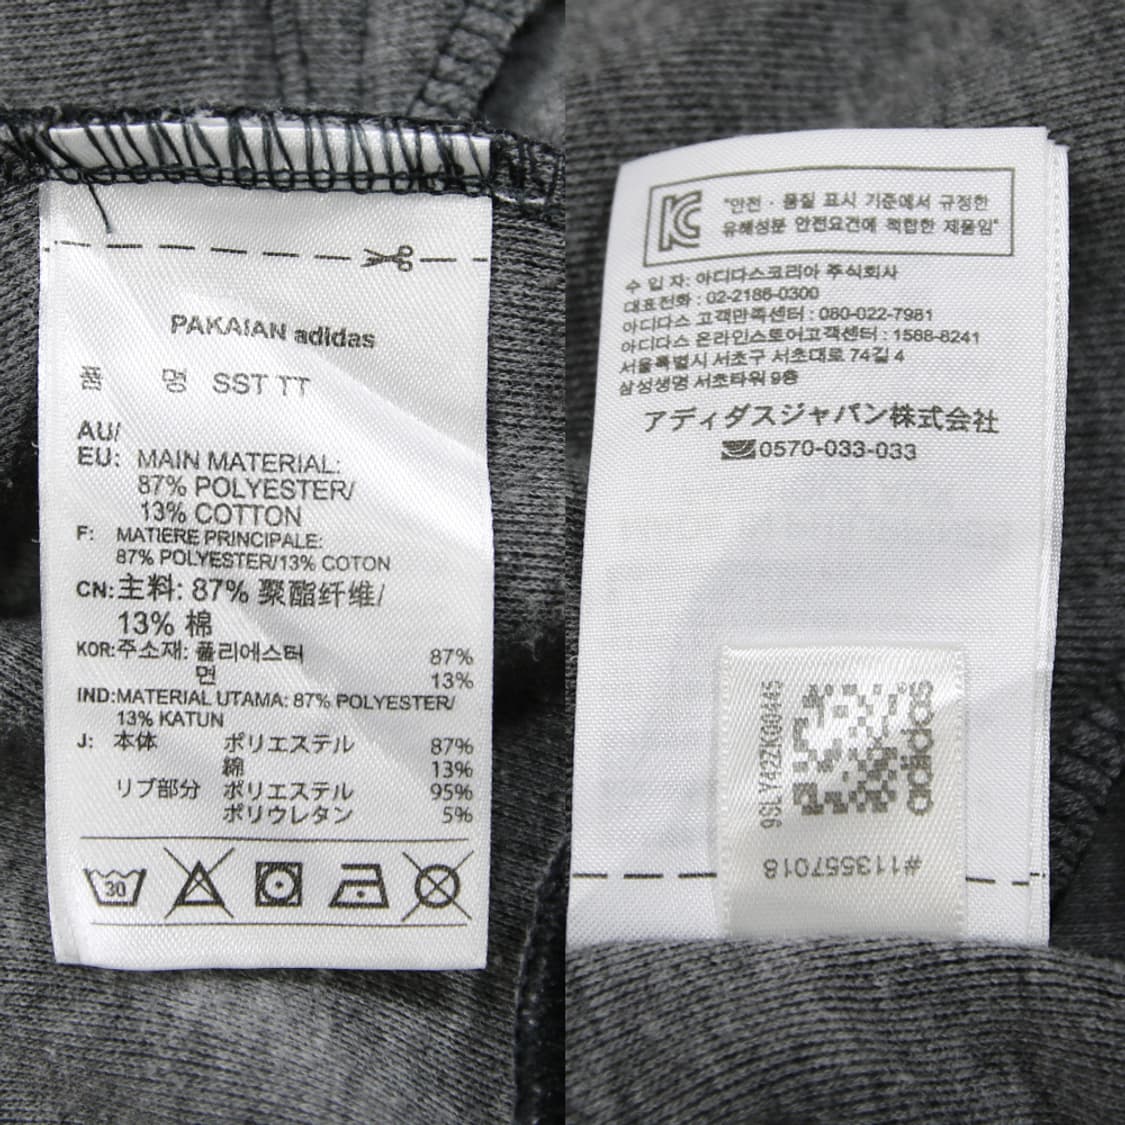 PAKAIAN adidas
품 명 SST TT
AU/
EU: MAIN MATERIAL:
87% POLYESTER/
13% COTTON
F: MATIERE PRINCIPALE:
87% POLYESTER/13% COTON
CN: 主料: 87% 聚酯纤维/
13% 棉
KOR: 주소재: 폴리에스터 87%
면 13%
IND: MATERIAL UTAMA: 87% POLYESTER/
13% KATUN
J: 本体 ポリエステル 87%
綿 13%
リブ部分 ポリエステル 95%
ポリウレタン 5%
30
KC
"안전 · 품질 표시 기준에서 규정한
유해성분 안전요건에 적합한 제품임"
수 입 자: 아디다스코리아 주식회사
대표전화 : 02-2186-0300
아디다스 고객만족센터 : 080-022-7981
아디다스 온라인스토어고객센터 : 1588-8241
서울특별시 서초구 서초대로 74길 4
삼성생명 서초타워 9층
アディダスジャパン株式会社
0570-033-033
9SLY42ZK00445
adidas
#113557018